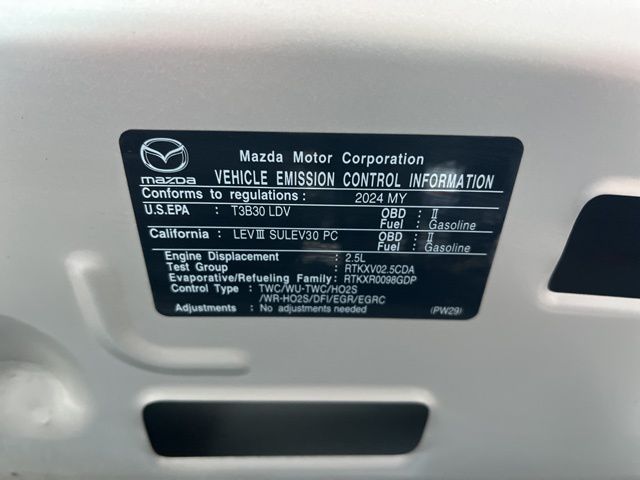 Mazda Motor Corporation
mazda VEHICLE EMISSION CONTROL INFORMATION
Conforms to regulations : 2024 MY
U.S.EPA : T3B30 LDV OBD : II
Fuel : Gasoline
California : LEVIII SULEV30 PC OBD : II
Fuel : Gasoline
Engine Displacement : 2.5L
Test Group : RTKXV02.5CDA
Evaporative/Refueling Family: RTKXR0098GDP
Control Type : TWC/WU-TWC/HO2S
/WR-HO2S/DFI/EGR/EGRC
Adjustments : No adjustments needed (PW29)